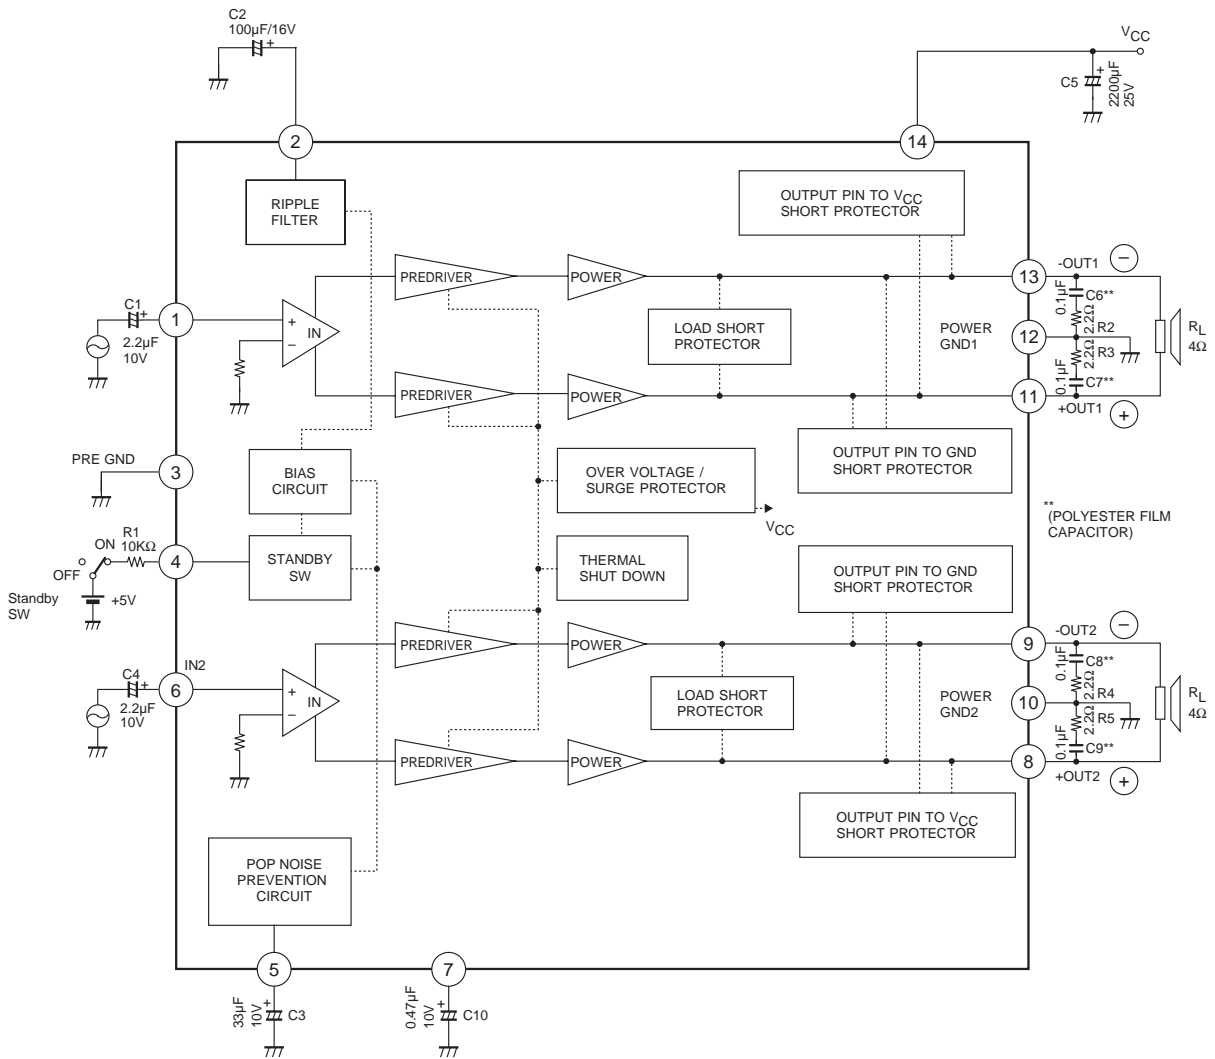 C2
100µF/16V
VCC
C5
2200µF
25V
2
14
RIPPLE
FILTER
OUTPUT PIN TO VCC
SHORT PROTECTOR
PREDRIVER
POWER
13
-OUT1
−
C1
2.2µF
10V
1
+
−
IN
LOAD SHORT
PROTECTOR
POWER
GND1
12
0.1µF
C6**
2.2Ω
R2
2.2Ω
R3
0.1µF
C7**
RL
4Ω
PREDRIVER
POWER
11
+OUT1
+
PRE GND
3
BIAS
CIRCUIT
OVER VOLTAGE /
SURGE PROTECTOR
VCC
OUTPUT PIN TO GND
SHORT PROTECTOR
**
(POLYESTER FILM
CAPACITOR)
R1
10KΩ
ON
OFF
4
Standby
SW
+5V
STANDBY
SW
THERMAL
SHUT DOWN
OUTPUT PIN TO GND
SHORT PROTECTOR
PREDRIVER
POWER
9
-OUT2
−
C4
2.2µF
10V
IN2
6
+
−
IN
LOAD SHORT
PROTECTOR
POWER
GND2
10
0.1µF
C8**
2.2Ω
R4
2.2Ω
R5
0.1µF
C9**
RL
4Ω
PREDRIVER
POWER
8
+OUT2
+
OUTPUT PIN TO VCC
SHORT PROTECTOR
POP NOISE
PREVENTION
CIRCUIT
5
7
33µF
10V
+
C3
0.47µF
10V
+
C10